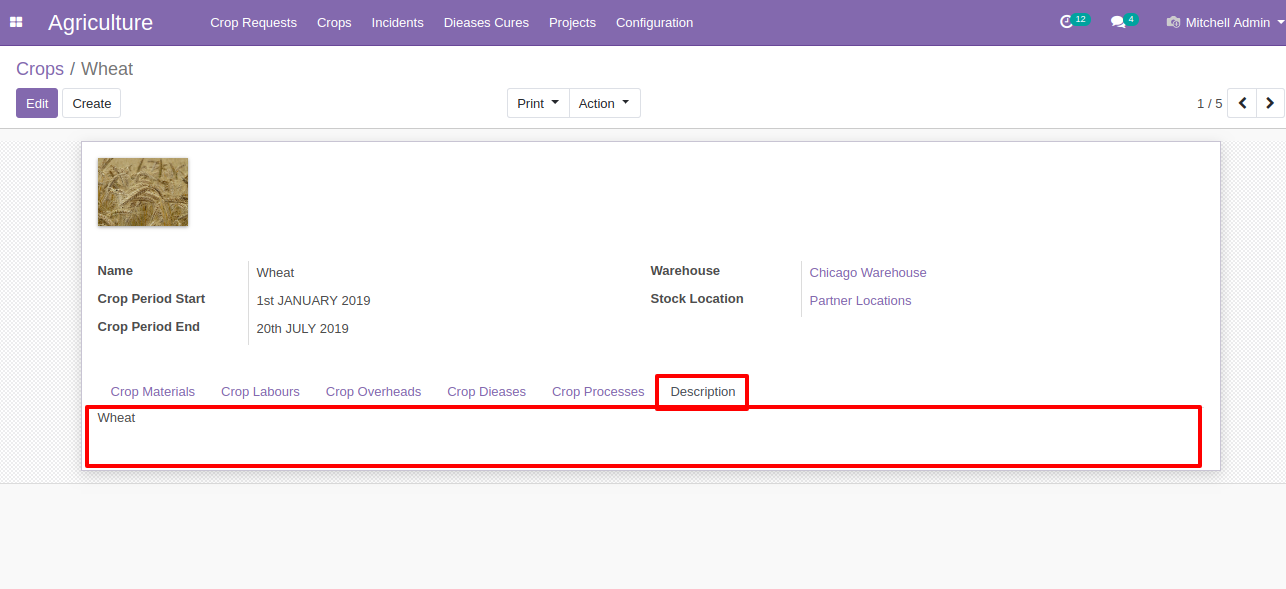 Agriculture Crop Requests Crops Incidents Dieases Cures Projects Configuration 12 4 Mitchell Admin
Crops / Wheat
Edit Create Print Action 1 / 5
Name Wheat Warehouse Chicago Warehouse
Crop Period Start 1st JANUARY 2019 Stock Location Partner Locations
Crop Period End 20th JULY 2019
Crop Materials Crop Labours Crop Overheads Crop Dieases Crop Processes Description
Wheat